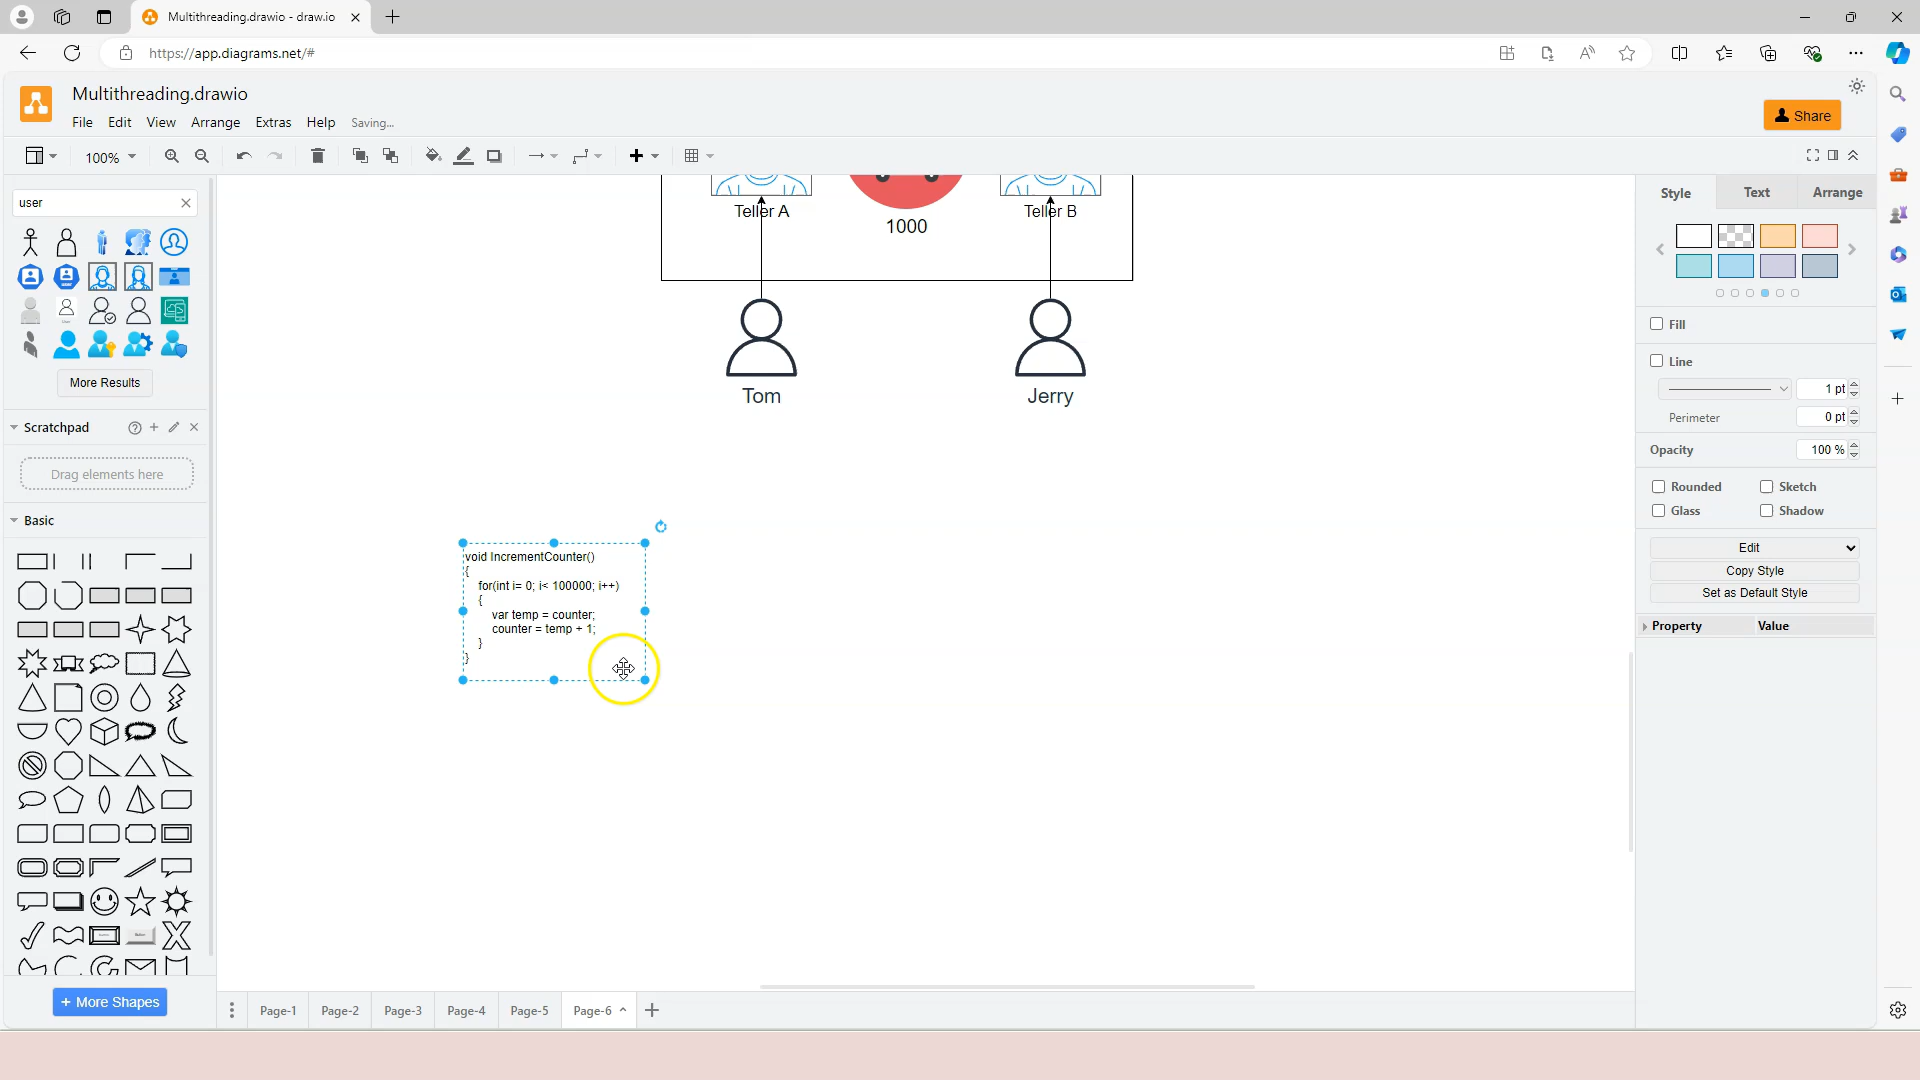 Multithreading.drawio - draw.io
https://app.diagrams.net/#
Multithreading.drawio
File Edit View Arrange Extras Help Saving...
Share
100%
user
More Results
Scratchpad
Drag elements here
Basic
+ More Shapes
Teller A
1000
Teller B
Tom
Jerry
void IncrementCounter()
{
for(int i= 0; i< 100000; i++)
{
var temp = counter;
counter = temp + 1;
}
}
Page-1 Page-2 Page-3 Page-4 Page-5 Page-6
Style Text Arrange
Fill
Line
1 pt
Perimeter 0 pt
Opacity 100 %
Rounded Sketch
Glass Shadow
Edit
Copy Style
Set as Default Style
Property Value